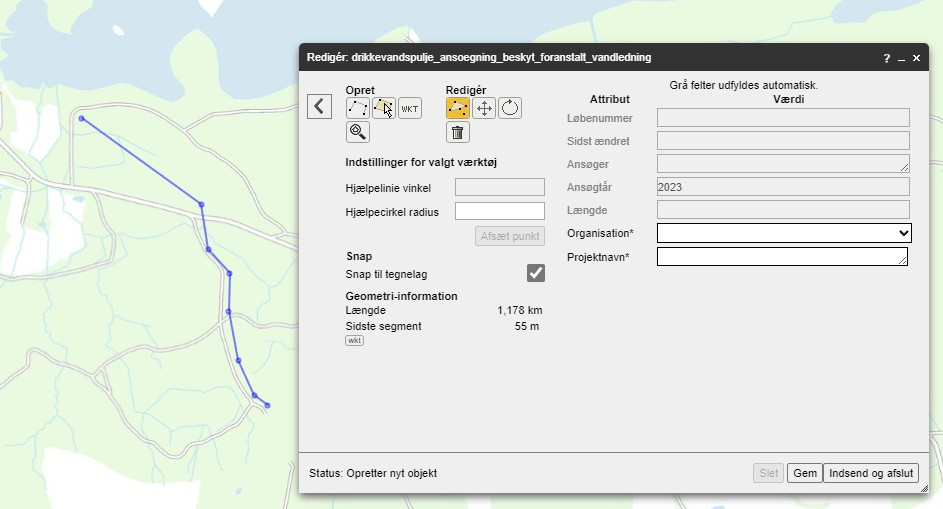 Redigér: drikkevandspulje_ansoegning_beskyt_foranstall_vandledning
? _ ×
Opret
Redigér
WKT
Indstillinger for valgt værktøj
Hjælpelinie vinkel
Hjælpecirkel radius
Afsæt punkt
Snap
Snap til tegnelag
Geometri-information
Længde 1,178 km
Sidste segment 55 m
wkt
Grå felter udfyldes automatisk.
Attribut Værdi
Løbenummer
Sidst ændret
Ansøger
Ansøgtår 2023
Længde
Organisation*
Projektnavn*
Status: Opretter nyt objekt
Slet Gem Indsend og afslut